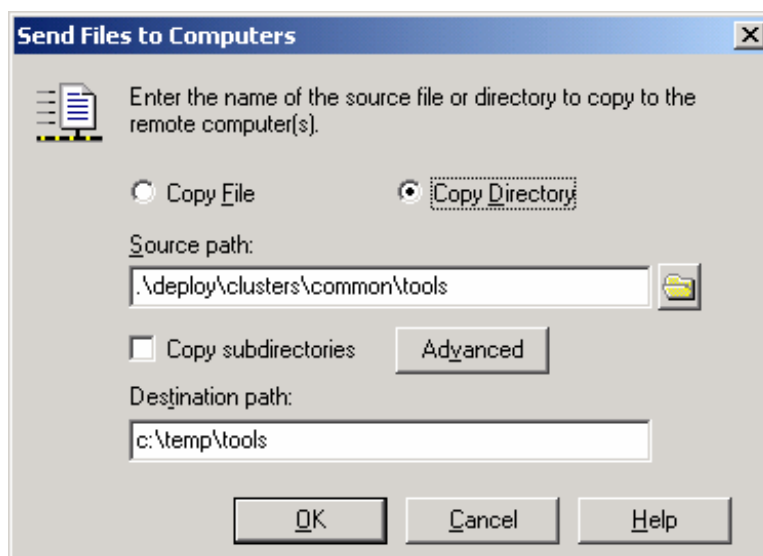 Send Files to Computers
Enter the name of the source file or directory to copy to the
remote computer(s).
Copy File
Copy Directory
Source path:
.\deploy\clusters\common\tools
Copy subdirectories
Advanced
Destination path:
c:\temp\tools
OK
Cancel
Help